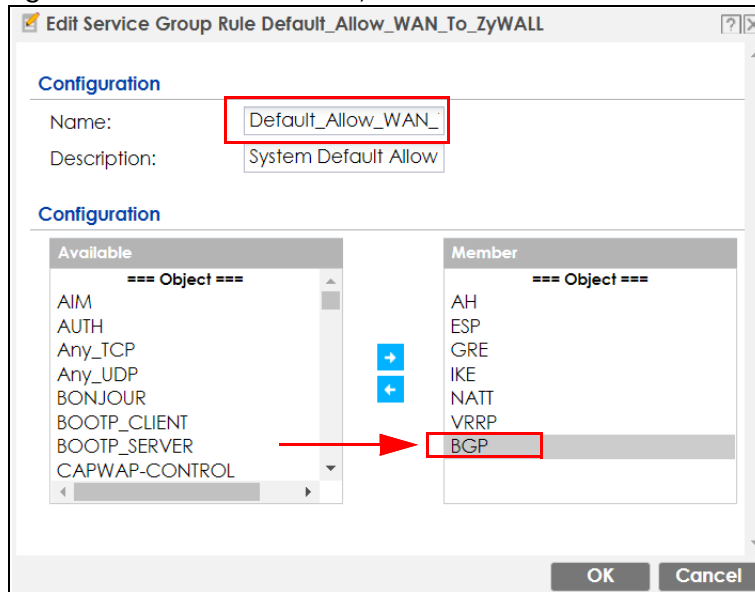 Edit Service Group Rule Default_Allow_WAN_To_ZyWALL
Configuration
Name: Default_Allow_WAN_
Description: System Default Allow
Configuration
Available
=== Object ===
AIM
AUTH
Any_TCP
Any_UDP
BONJOUR
BOOTP_CLIENT
BOOTP_SERVER
CAPWAP-CONTROL
Member
=== Object ===
AH
ESP
GRE
IKE
NATT
VRRP
BGP
OK Cancel